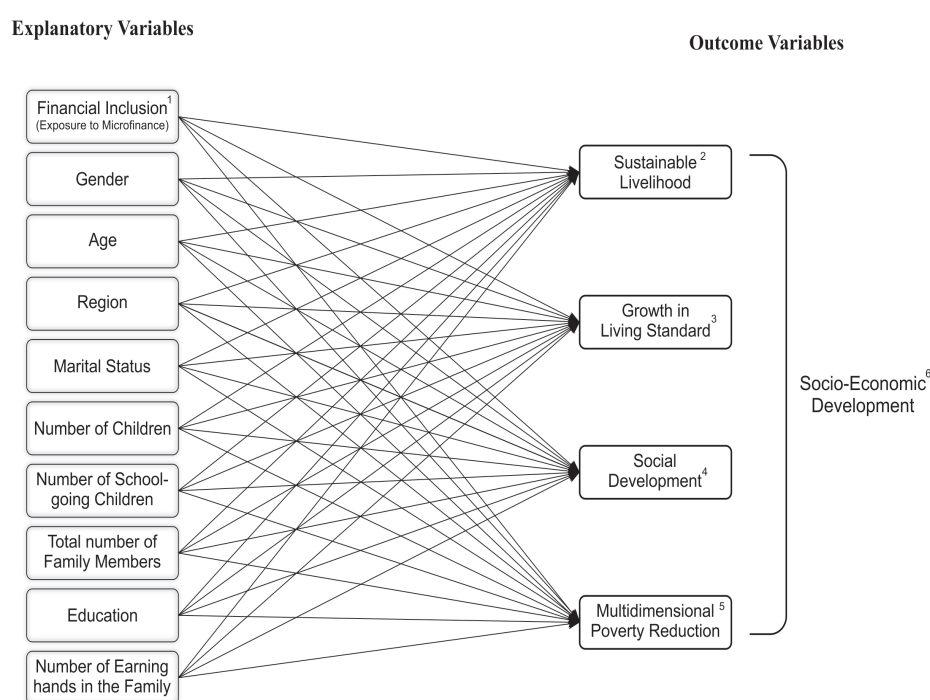 Explanatory Variables
Outcome Variables
Financial Inclusion1
(Exposure to Microfinance)
Gender
Age
Region
Marital Status
Number of Children
Number of School-
going Children
Total number of
Family Members
Education
Number of Earning
hands in the Family
Sustainable 2
Livelihood
Growth in
Living Standard3
Social
Development4
Multidimensional 5
Poverty Reduction
Socio-Economic6
Development